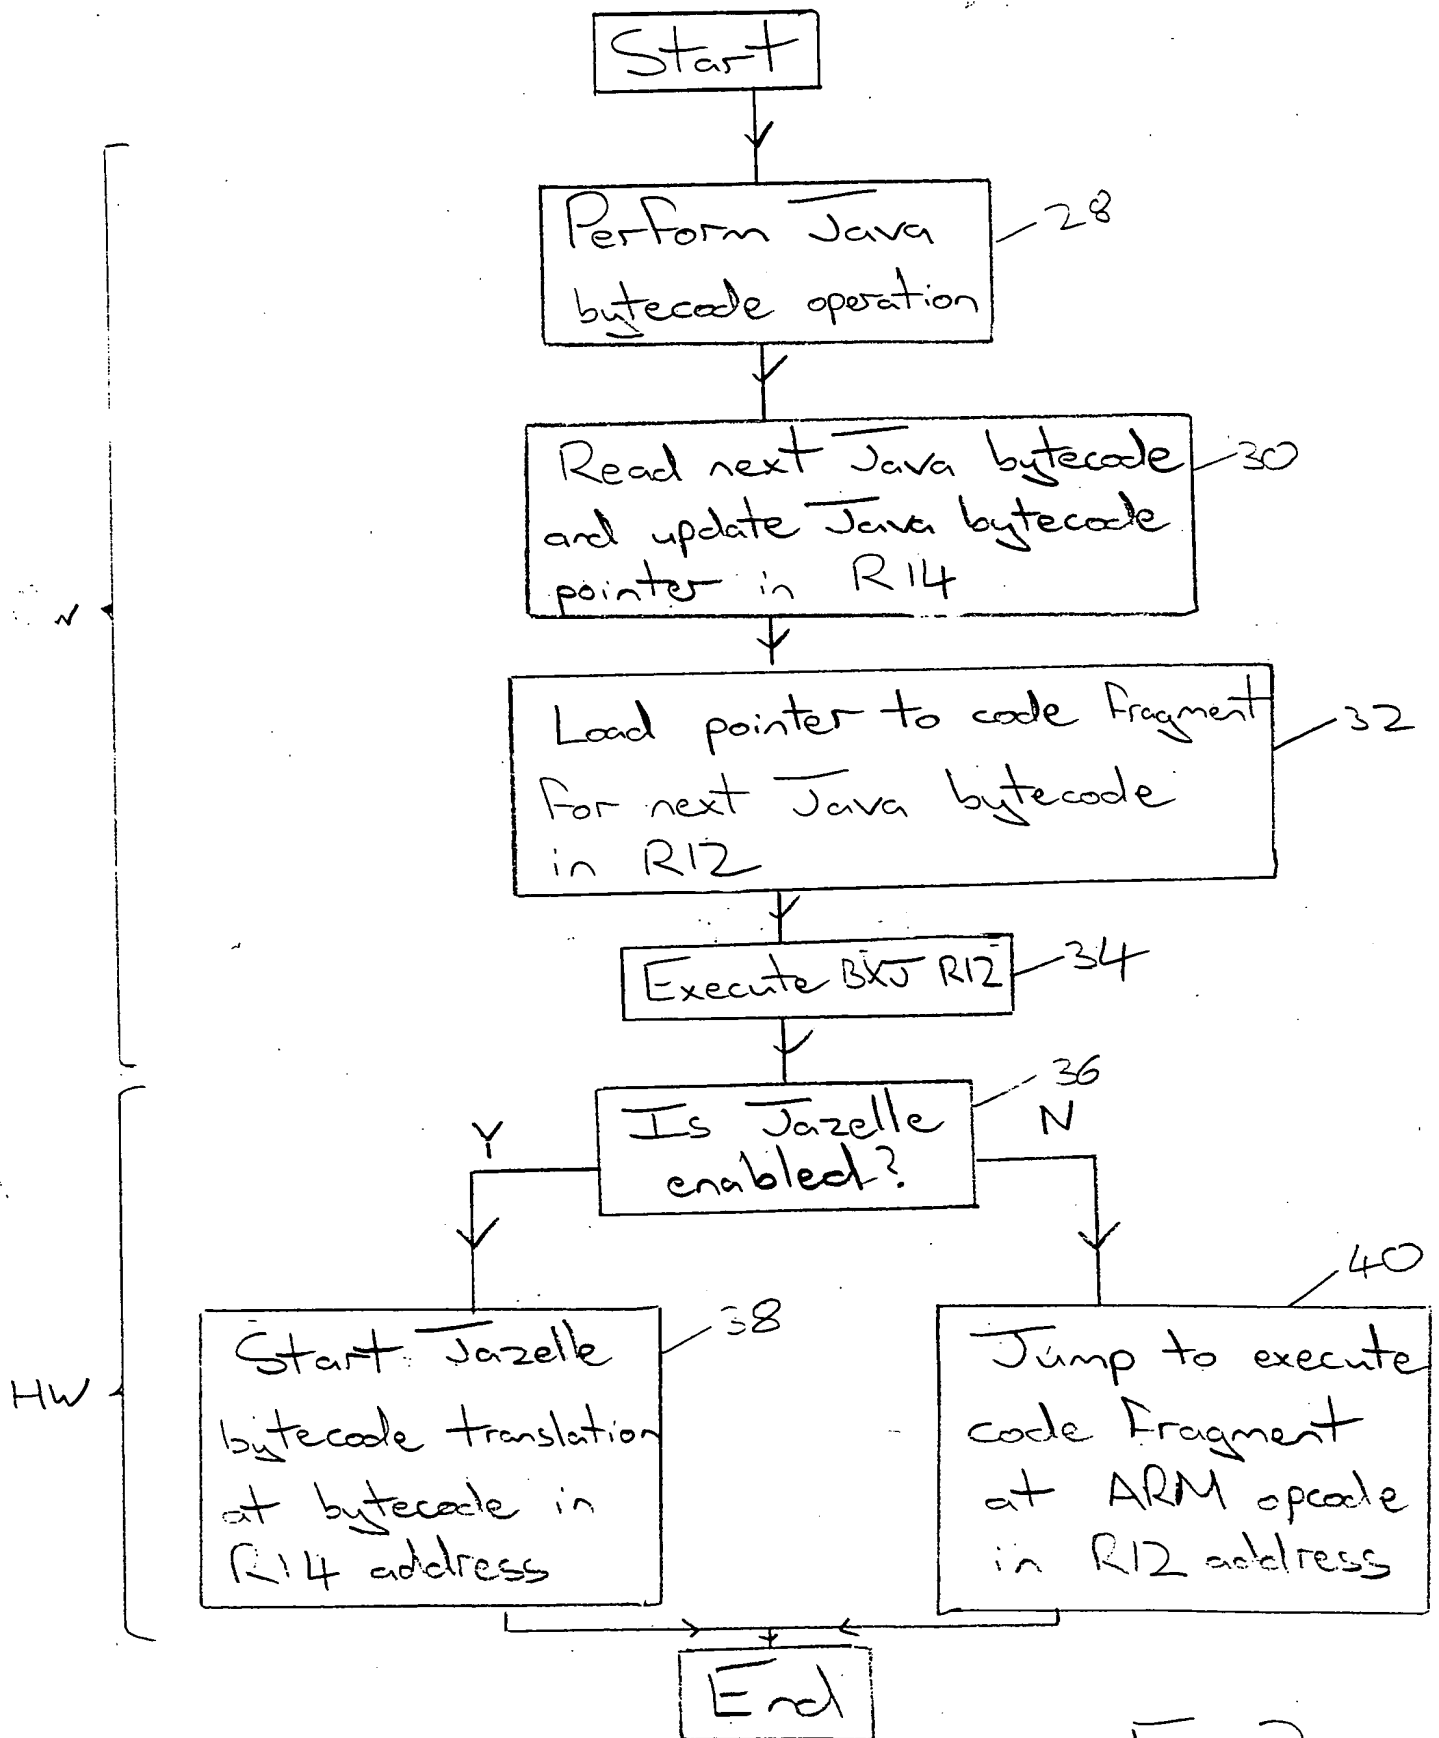 Start
Perform Java
28
bytecode operation
Read next Java bytecode
30
and update Java bytecode
pointer in R14
Load pointer to code fragment
32
for next Java bytecode
in R12
Execute BXJ R12
34
36
Is Jazelle
enabled?
Y
N
HW
38
Start Jazelle
bytecode translation
at bytecode in
R14 address
40
Jump to execute
code fragment
at ARM opcode
in R12 address
End